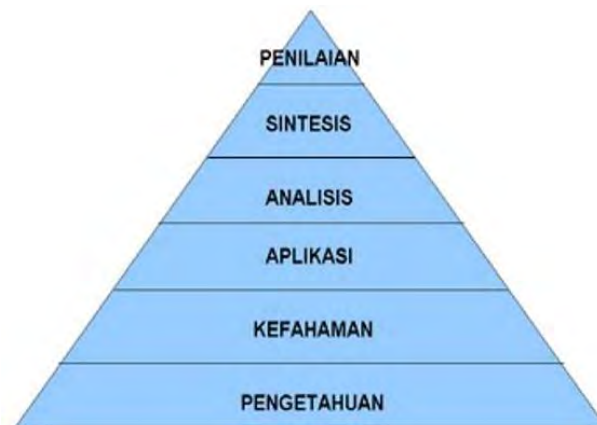 PENILAIAN
SINTESIS
ANALISIS
APLIKASI
KEFAHAMAN
PENGETAHUAN